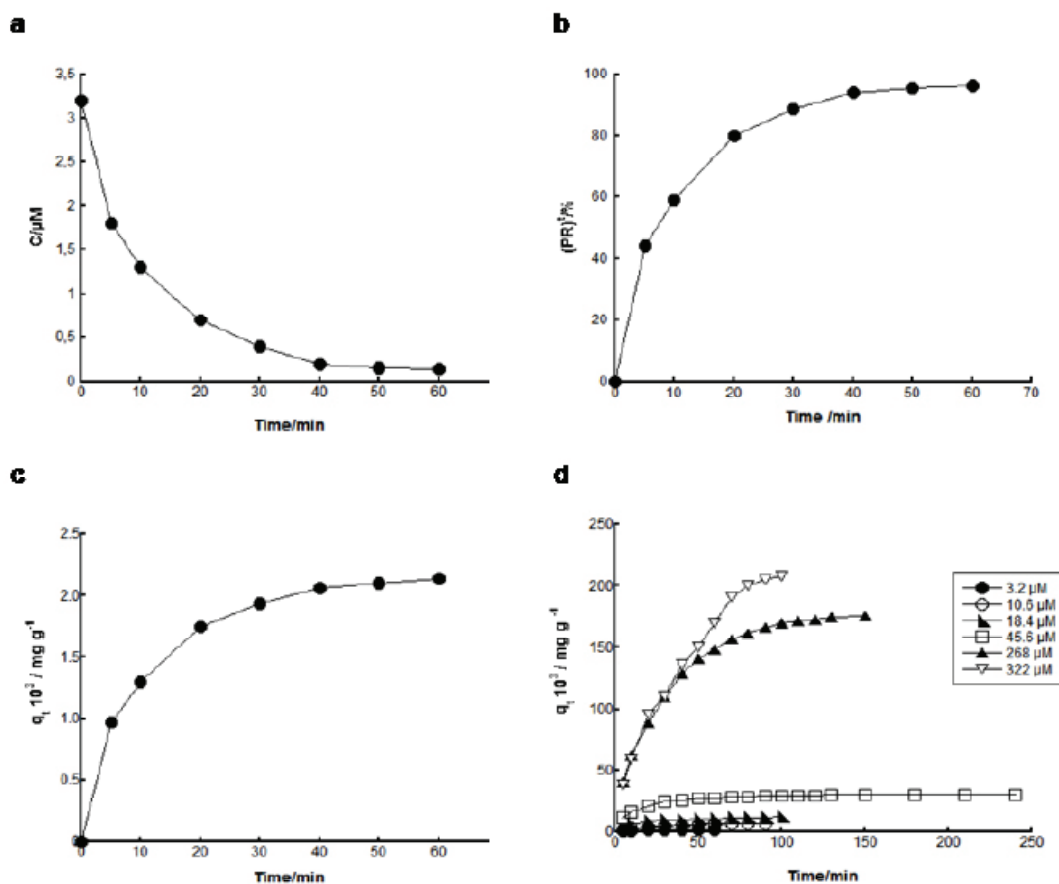 a
C/µM
3,5
3
2,5
2
1,5
1
0,5
0
0 10 20 30 40 50 60
Time/min
b
(PR)ᵗ/%
100
80
60
40
20
0
0 10 20 30 40 50 60 70
Time /min
c
qₜ 10³ / mg g⁻¹
2.5
2.0
1.5
1.0
0.5
0
0 10 20 30 40 50 60
Time/min
d
qₜ 10³ / mg g⁻¹
250
200
150
100
50
0
0 50 100 150 200 250
Time/min
3.2 µM
10.6 µM
18.4 µM
45.6 µM
268 µM
322 µM